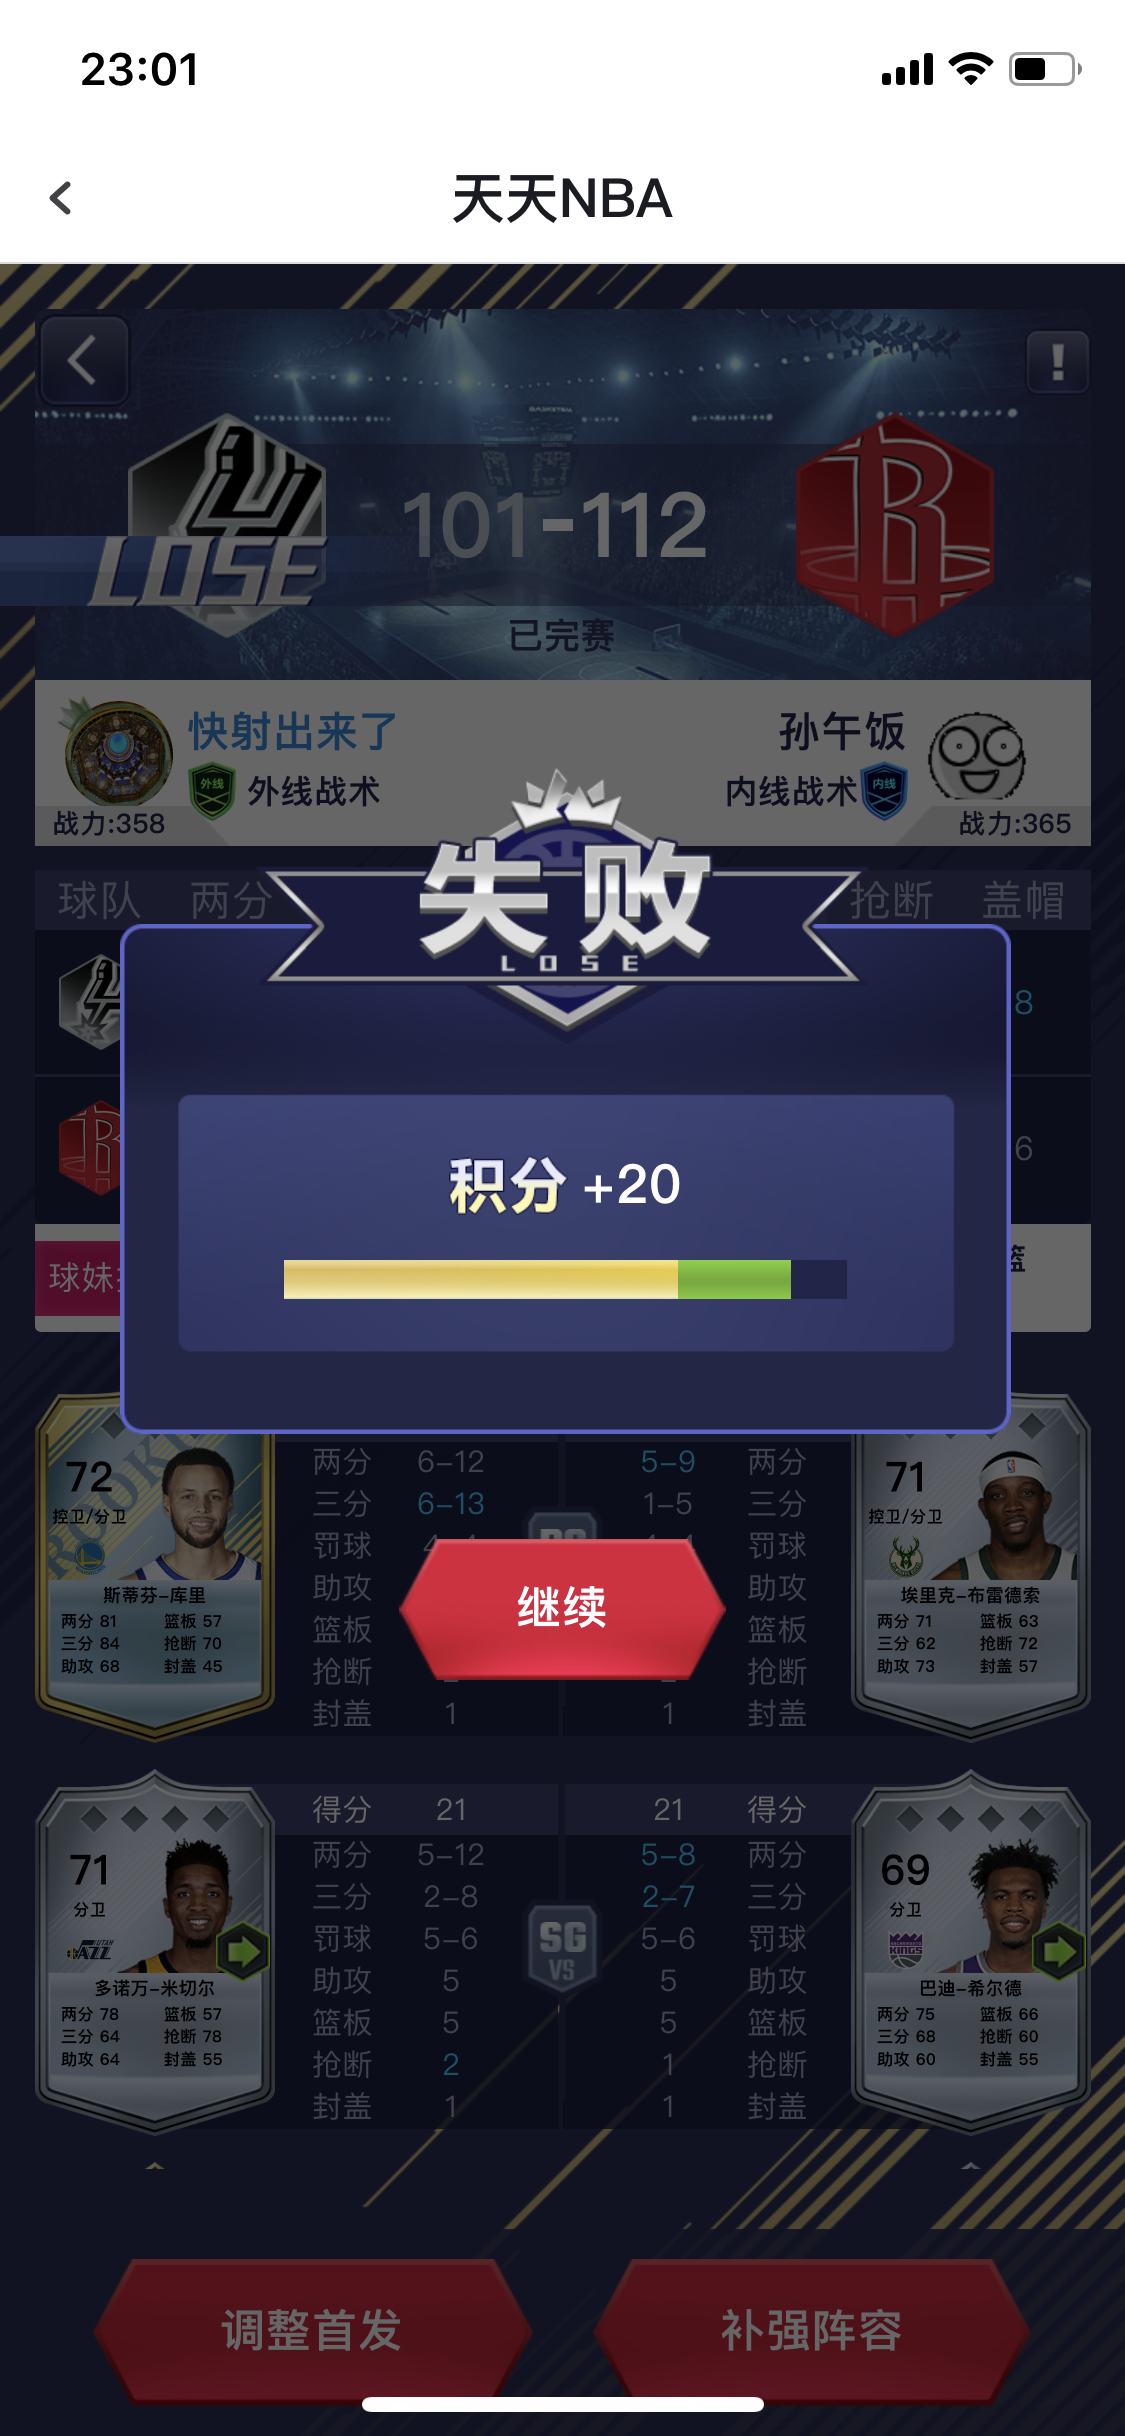 23:01
天天NBA
BASKETBALL
101-112
LOSE
已完赛
快射出来了 孙午饭
外线 外线战术 内线战术 内线
战力:358 战力:365
球队 两分 抢断 盖帽
失败
LOSE
8
6
积分 +20
球妹
篮
ROOKIE
72 71
控卫/分卫 控卫/分卫
斯蒂芬-库里 埃里克-布雷德索
两分 81 篮板 57
三分 84 抢断 70
助攻 68 封盖 45
两分 71 篮板 63
三分 62 抢断 72
助攻 73 封盖 57
两分 6-12 5-9 两分
三分 6-13 1-5 三分
罚球 罚球
助攻 助攻
篮板 篮板
抢断 抢断
封盖 1 1 封盖
继续
得分 21 21 得分
两分 5-12 5-8 两分
三分 2-8 2-7 三分
罚球 5-6 5-6 罚球
助攻 5 5 助攻
篮板 5 5 篮板
抢断 2 1 抢断
封盖 1 1 封盖
SG
VS
71
分卫
UTAH JAZZ
多诺万-米切尔
两分 78 篮板 57
三分 64 抢断 78
助攻 64 封盖 55
69
分卫
KINGS
巴迪-希尔德
两分 75 篮板 66
三分 68 抢断 60
助攻 60 封盖 55
调整首发 补强阵容